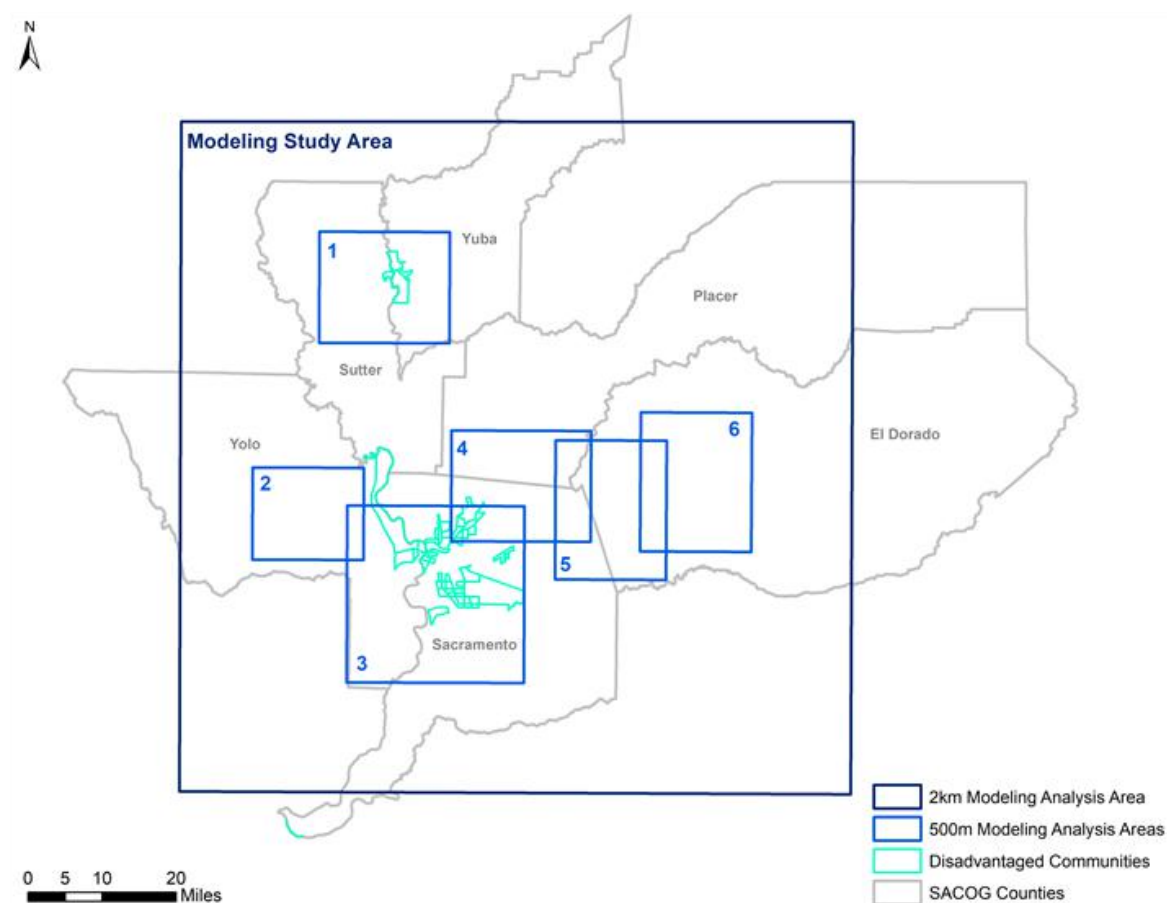 N
Modeling Study Area
1
Yuba
Placer
Sutter
Yolo
El Dorado
2
4
6
5
3
Sacramento
2km Modeling Analysis Area
500m Modeling Analysis Areas
Disadvantaged Communities
SACOG Counties
0 5 10 20
Miles